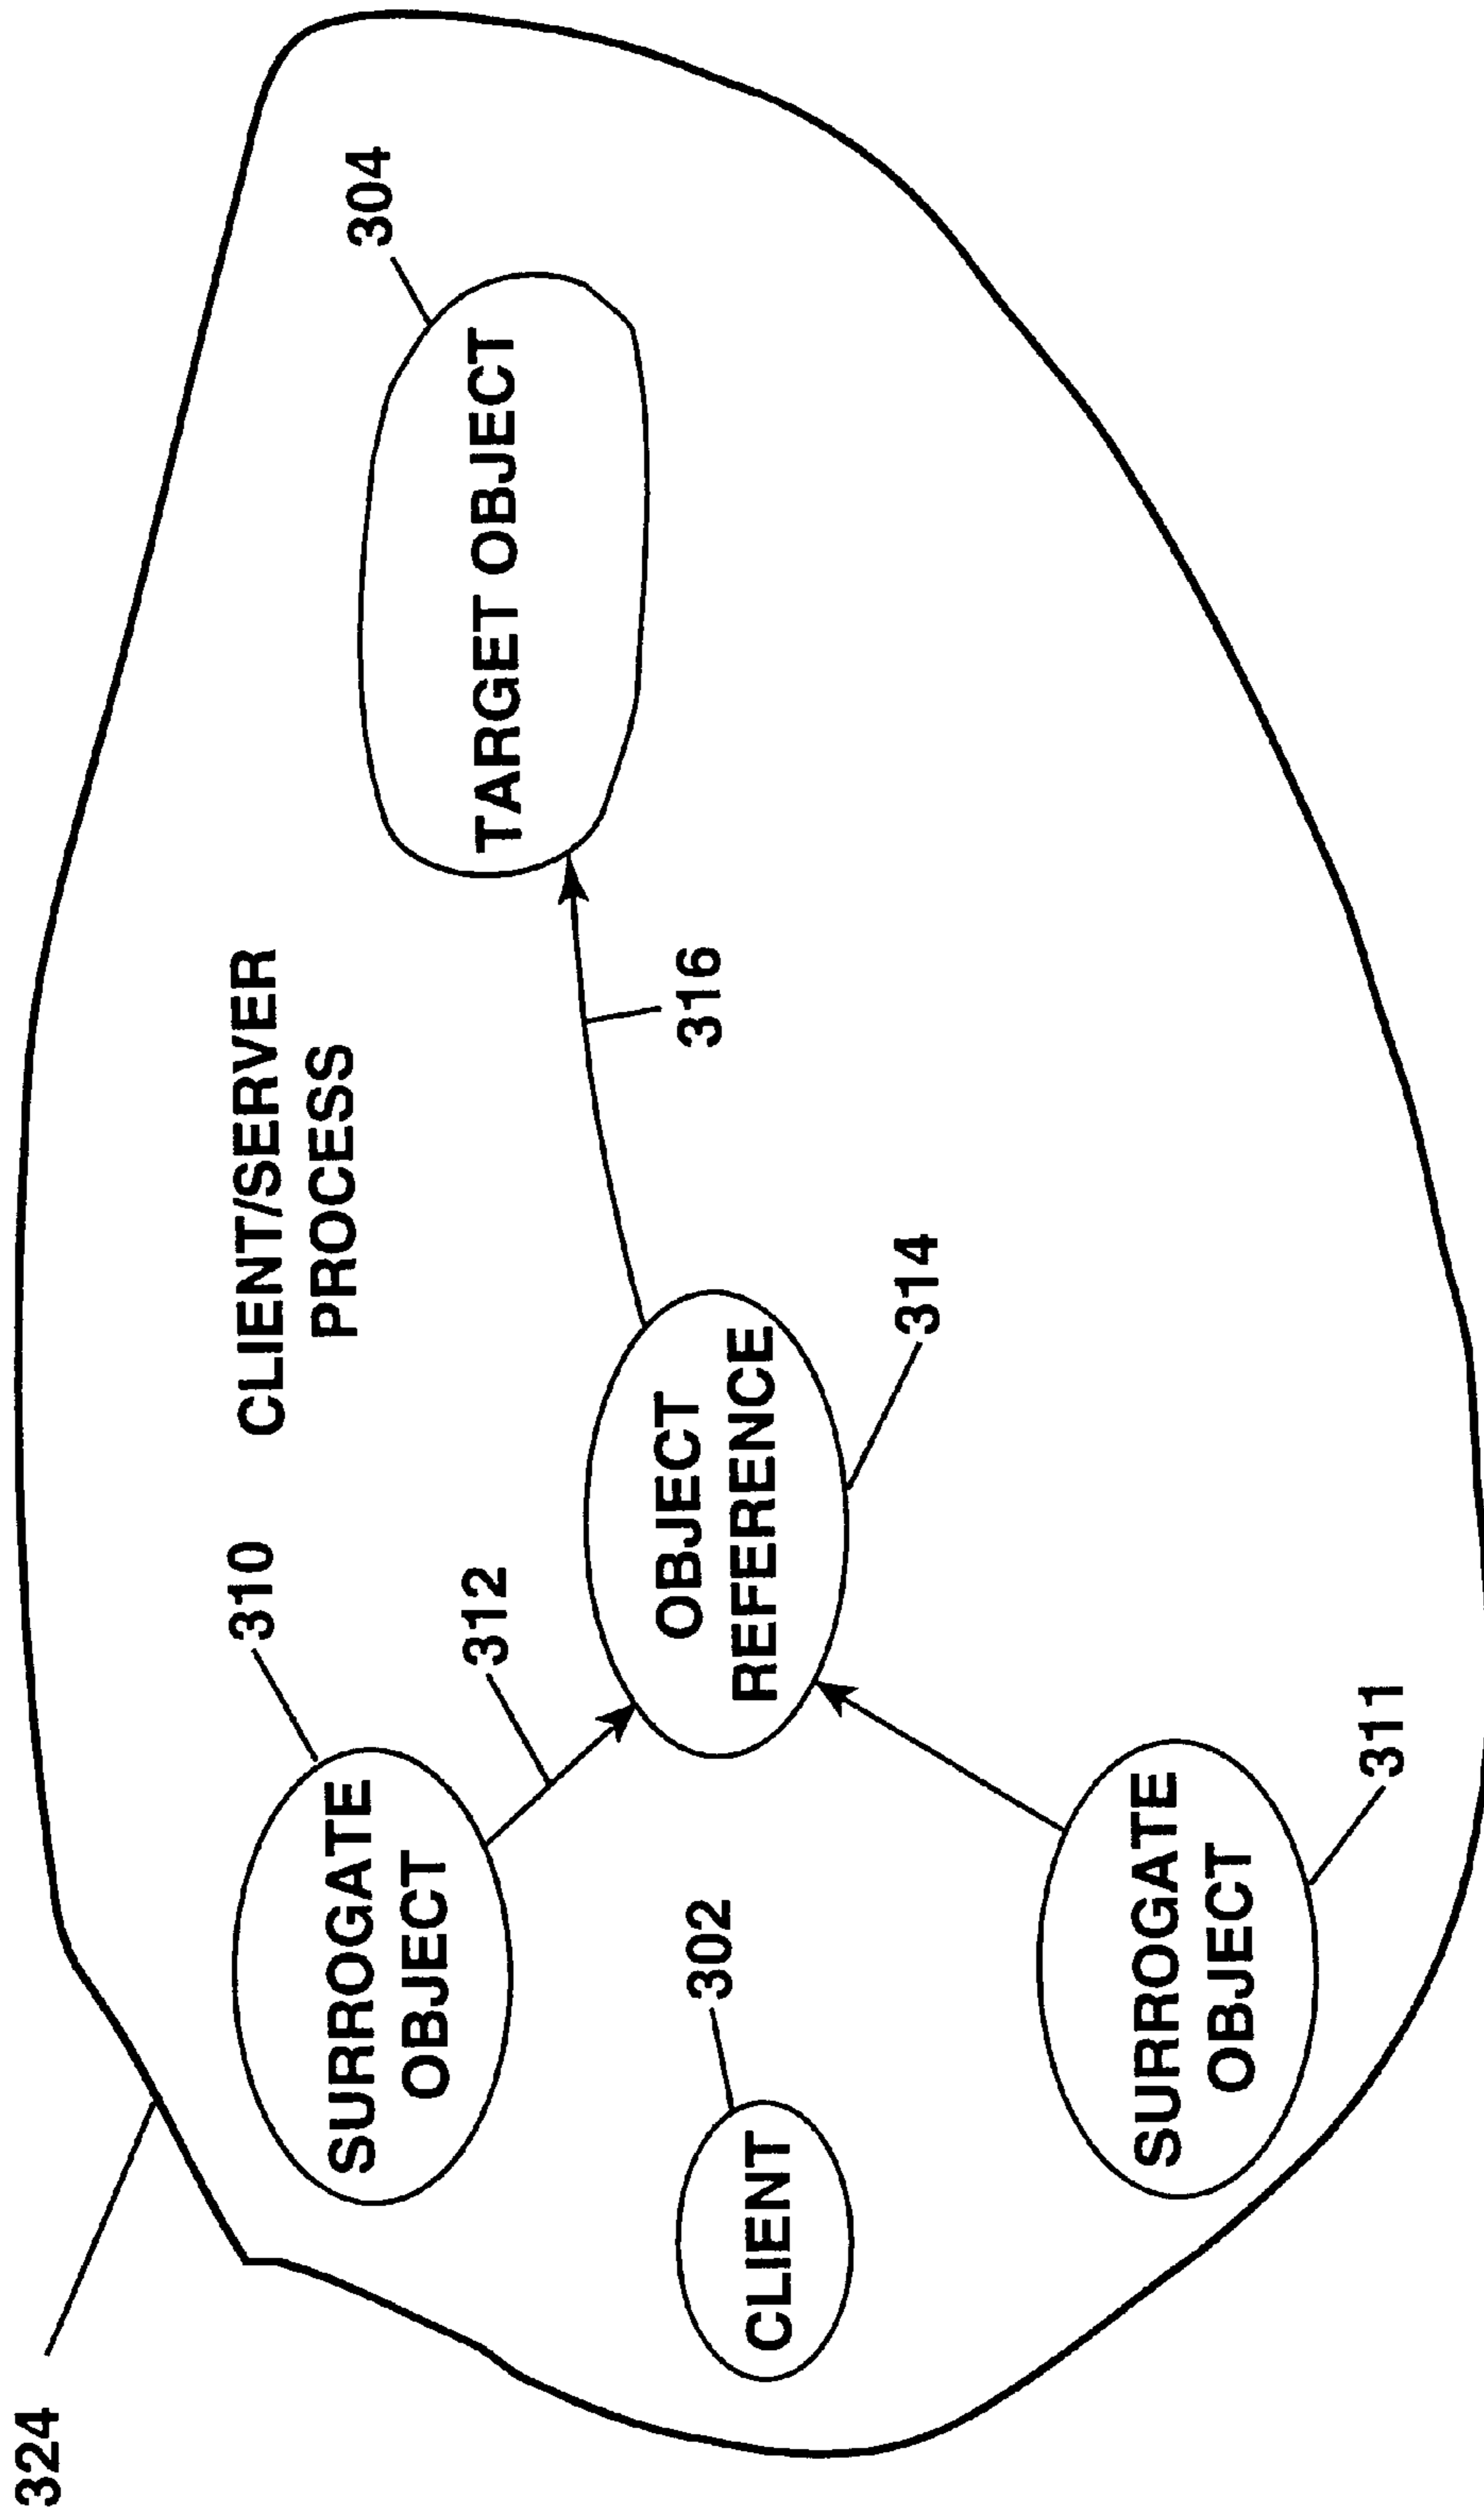 324
310
CLIENT/SERVER
PROCESS
304
SURROGATE
OBJECT
312
TARGET OBJECT
302
CLIENT
OBJECT
REFERENCE
316
314
SURROGATE
OBJECT
311